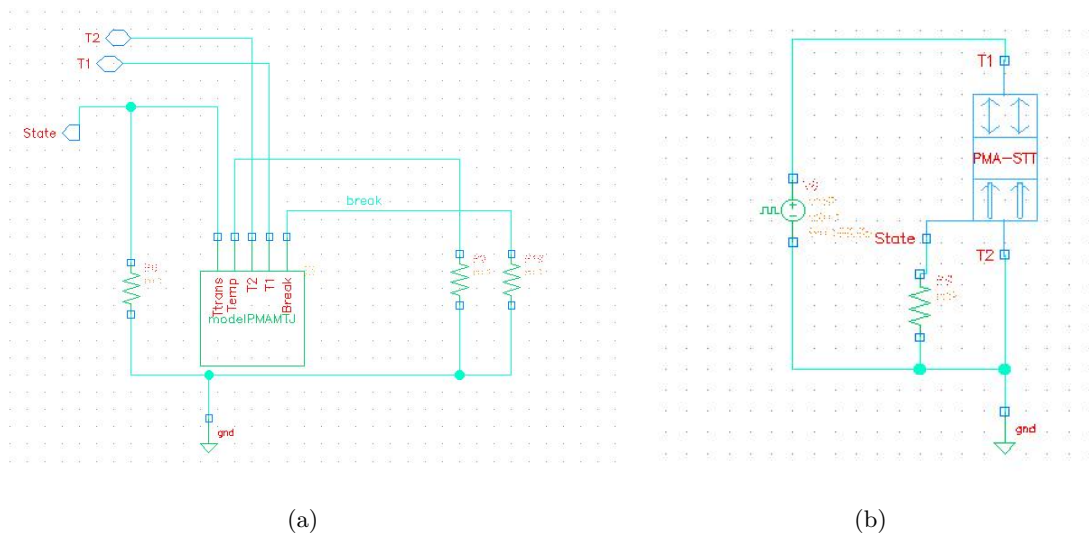 T2
T1
State
break
Ttrans
Temp
T2
T1
Break
modelPMAMTJ
gnd
(a)
T1
PMA-STT
State
T2
gnd
(b)